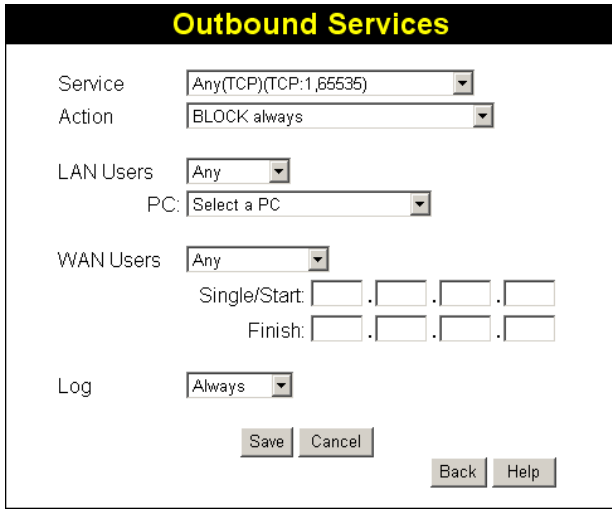 Outbound Services
Service Any(TCP)(TCP:1,65535)
Action BLOCK always
LAN Users Any
PC: Select a PC
WAN Users Any
Single/Start: . . .
Finish: . . .
Log Always
Save Cancel
Back Help